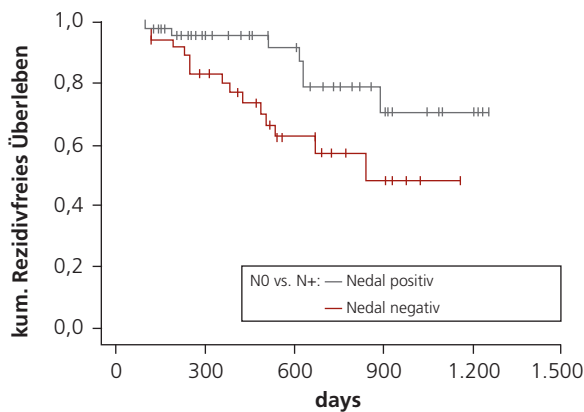 kum. Rezidivfreies Überleben
1,0
0,8
0,6
0,4
0,2
0,0
N0 vs. N+: — Nedal positiv
— Nedal negativ
0 300 600 900 1.200 1.500
days